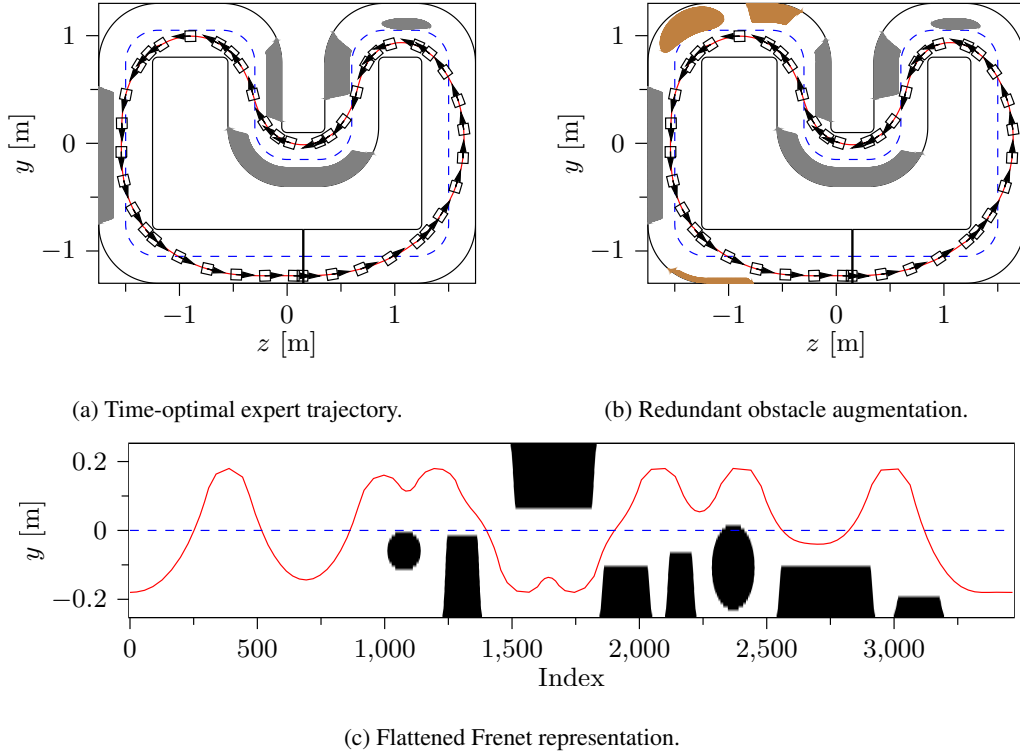 1
0
−1
y [m]
−1
0
1
z [m]
1
0
−1
y [m]
−1
0
1
z [m]
(a) Time-optimal expert trajectory.
(b) Redundant obstacle augmentation.
0.2
0
−0.2
y [m]
0
500
1,000
1,500
2,000
2,500
3,000
Index
(c) Flattened Frenet representation.